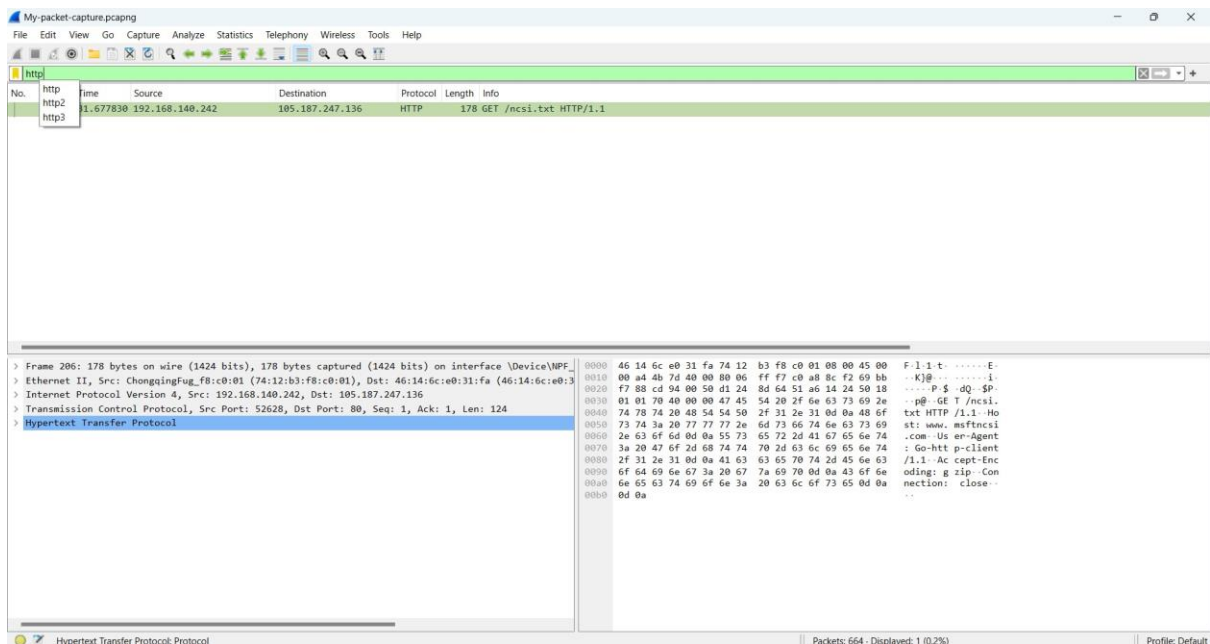 My-packet-capture.pcapng
File Edit View Go Capture Analyze Statistics Telephony Wireless Tools Help
http
No. Time Source Destination Protocol Length Info
http
http2
http3
31.677830 192.168.140.242 105.187.247.136 HTTP 178 GET /ncsi.txt HTTP/1.1
> Frame 206: 178 bytes on wire (1424 bits), 178 bytes captured (1424 bits) on interface \Device\NPF_
> Ethernet II, Src: ChongqingFug_f8:c0:01 (74:12:b3:f8:c0:01), Dst: 46:14:6c:e0:31:fa (46:14:6c:e0:3
> Internet Protocol Version 4, Src: 192.168.140.242, Dst: 105.187.247.136
> Transmission Control Protocol, Src Port: 52628, Dst Port: 80, Seq: 1, Ack: 1, Len: 124
> Hypertext Transfer Protocol
0000 46 14 6c e0 31 fa 74 12 b3 f8 c0 01 08 00 45 00 F·l·1·t· ······E·
0010 00 a4 4b 7d 40 00 80 06 ff f7 c0 a8 8c f2 69 bb ··K}@··· ······i·
0020 f7 88 cd 94 00 50 d1 24 8d 64 51 a6 14 24 50 18 ·····P·$ ·dQ··$P·
0030 01 01 70 40 00 00 47 45 54 20 2f 6e 63 73 69 2e ··p@··GE T /ncsi.
0040 74 78 74 20 48 54 54 50 2f 31 2e 31 0d 0a 48 6f txt HTTP /1.1··Ho
0050 73 74 3a 20 77 77 77 2e 6d 73 66 74 6e 63 73 69 st: www. msftncsi
0060 2e 63 6f 6d 0d 0a 55 73 65 72 2d 41 67 65 6e 74 .com··Us er-Agent
0070 3a 20 47 6f 2d 68 74 74 70 2d 63 6c 69 65 6e 74 : Go-htt p-client
0080 2f 31 2e 31 0d 0a 41 63 63 65 70 74 2d 45 6e 63 /1.1··Ac cept-Enc
0090 6f 64 69 6e 67 3a 20 67 7a 69 70 0d 0a 43 6f 6e oding: g zip··Con
00a0 6e 65 63 74 69 6f 6e 3a 20 63 6c 6f 73 65 0d 0a nection: close··
00b0 0d 0a ··
Hypertext Transfer Protocol: Protocol Packets: 664 · Displayed: 1 (0.2%) Profile: Default